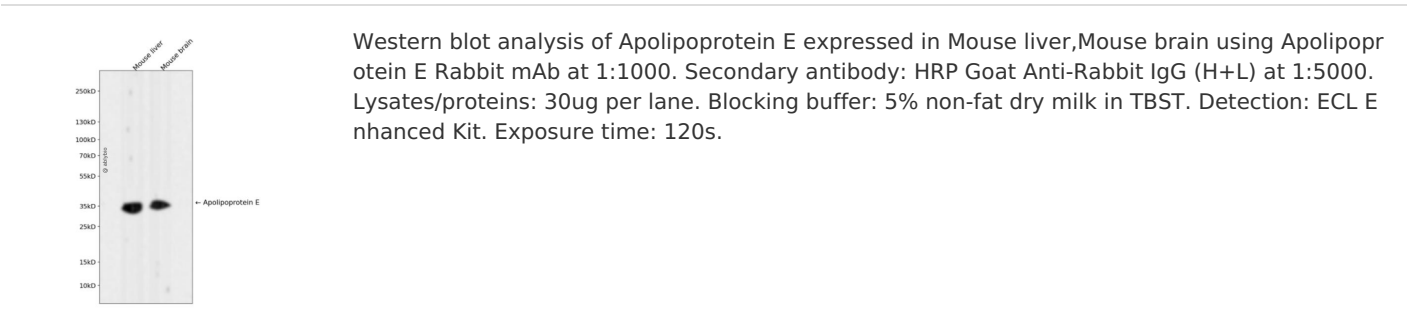 Mouse liver
Mouse brain
250kD
130kD
100kD
70kD
55kD
35kD
25kD
15kD
10kD
@ abbybio
← Apolipoprotein E
Western blot analysis of Apolipoprotein E expressed in Mouse liver,Mouse brain using Apolipopr
otein E Rabbit mAb at 1:1000. Secondary antibody: HRP Goat Anti-Rabbit IgG (H+L) at 1:5000.
Lysates/proteins: 30ug per lane. Blocking buffer: 5% non-fat dry milk in TBST. Detection: ECL E
nhanced Kit. Exposure time: 120s.